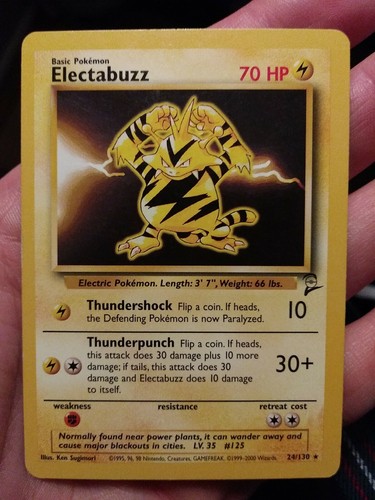 Basic Pokémon
Electabuzz
70 HP
Electric Pokémon. Length: 3' 7", Weight: 66 lbs.
Thundershock Flip a coin. If heads, 10
the Defending Pokémon is now Paralyzed.
Thunderpunch Flip a coin. If heads,
this attack does 30 damage plus 10 more
damage; if tails, this attack does 30 30+
damage and Electabuzz does 10 damage
to itself.
weakness resistance retreat cost
Normally found near power plants, it can wander away and
cause major blackouts in cities. LV. 35 #125
Illus. Ken Sugimori ©1995, 96, 98 Nintendo, Creatures, GAMEFREAK. ©1999-2000 Wizards. 24/130 ★